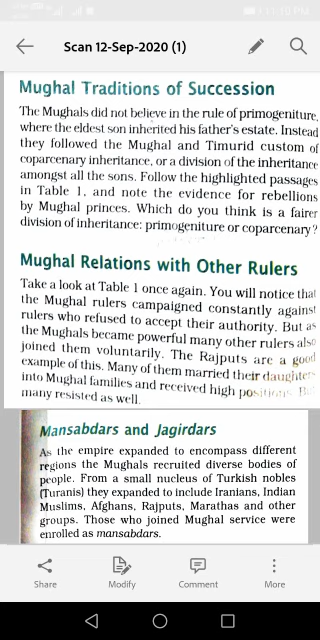 11:10 PM
Scan 12-Sep-2020 (1)
Mughal Traditions of Succession
The Mughals did not believe in the rule of primogeniture,
where the eldest son inherited his father's estate. Instead
they followed the Mughal and Timurid custom of
coparcenary inheritance, or a division of the inheritance
amongst all the sons. Follow the highlighted passages
in Table 1, and note the evidence for rebellions
by Mughal princes. Which do you think is a fairer
division of inheritance: primogeniture or coparcenary?
Mughal Relations with Other Rulers
Take a look at Table 1 once again. You will notice that
the Mughal rulers campaigned constantly against
rulers who refused to accept their authority. But as
the Mughals became powerful many other rulers also
joined them voluntarily. The Rajputs are a good
example of this. Many of them married their daughters
into Mughal families and received high positions. But
many resisted as well.
Mansabdars and Jagirdars
As the empire expanded to encompass different
regions the Mughals recruited diverse bodies of
people. From a small nucleus of Turkish nobles
(Turanis) they expanded to include Iranians, Indian
Muslims, Afghans, Rajputs, Marathas and other
groups. Those who joined Mughal service were
enrolled as mansabdars.
Share Modify Comment More